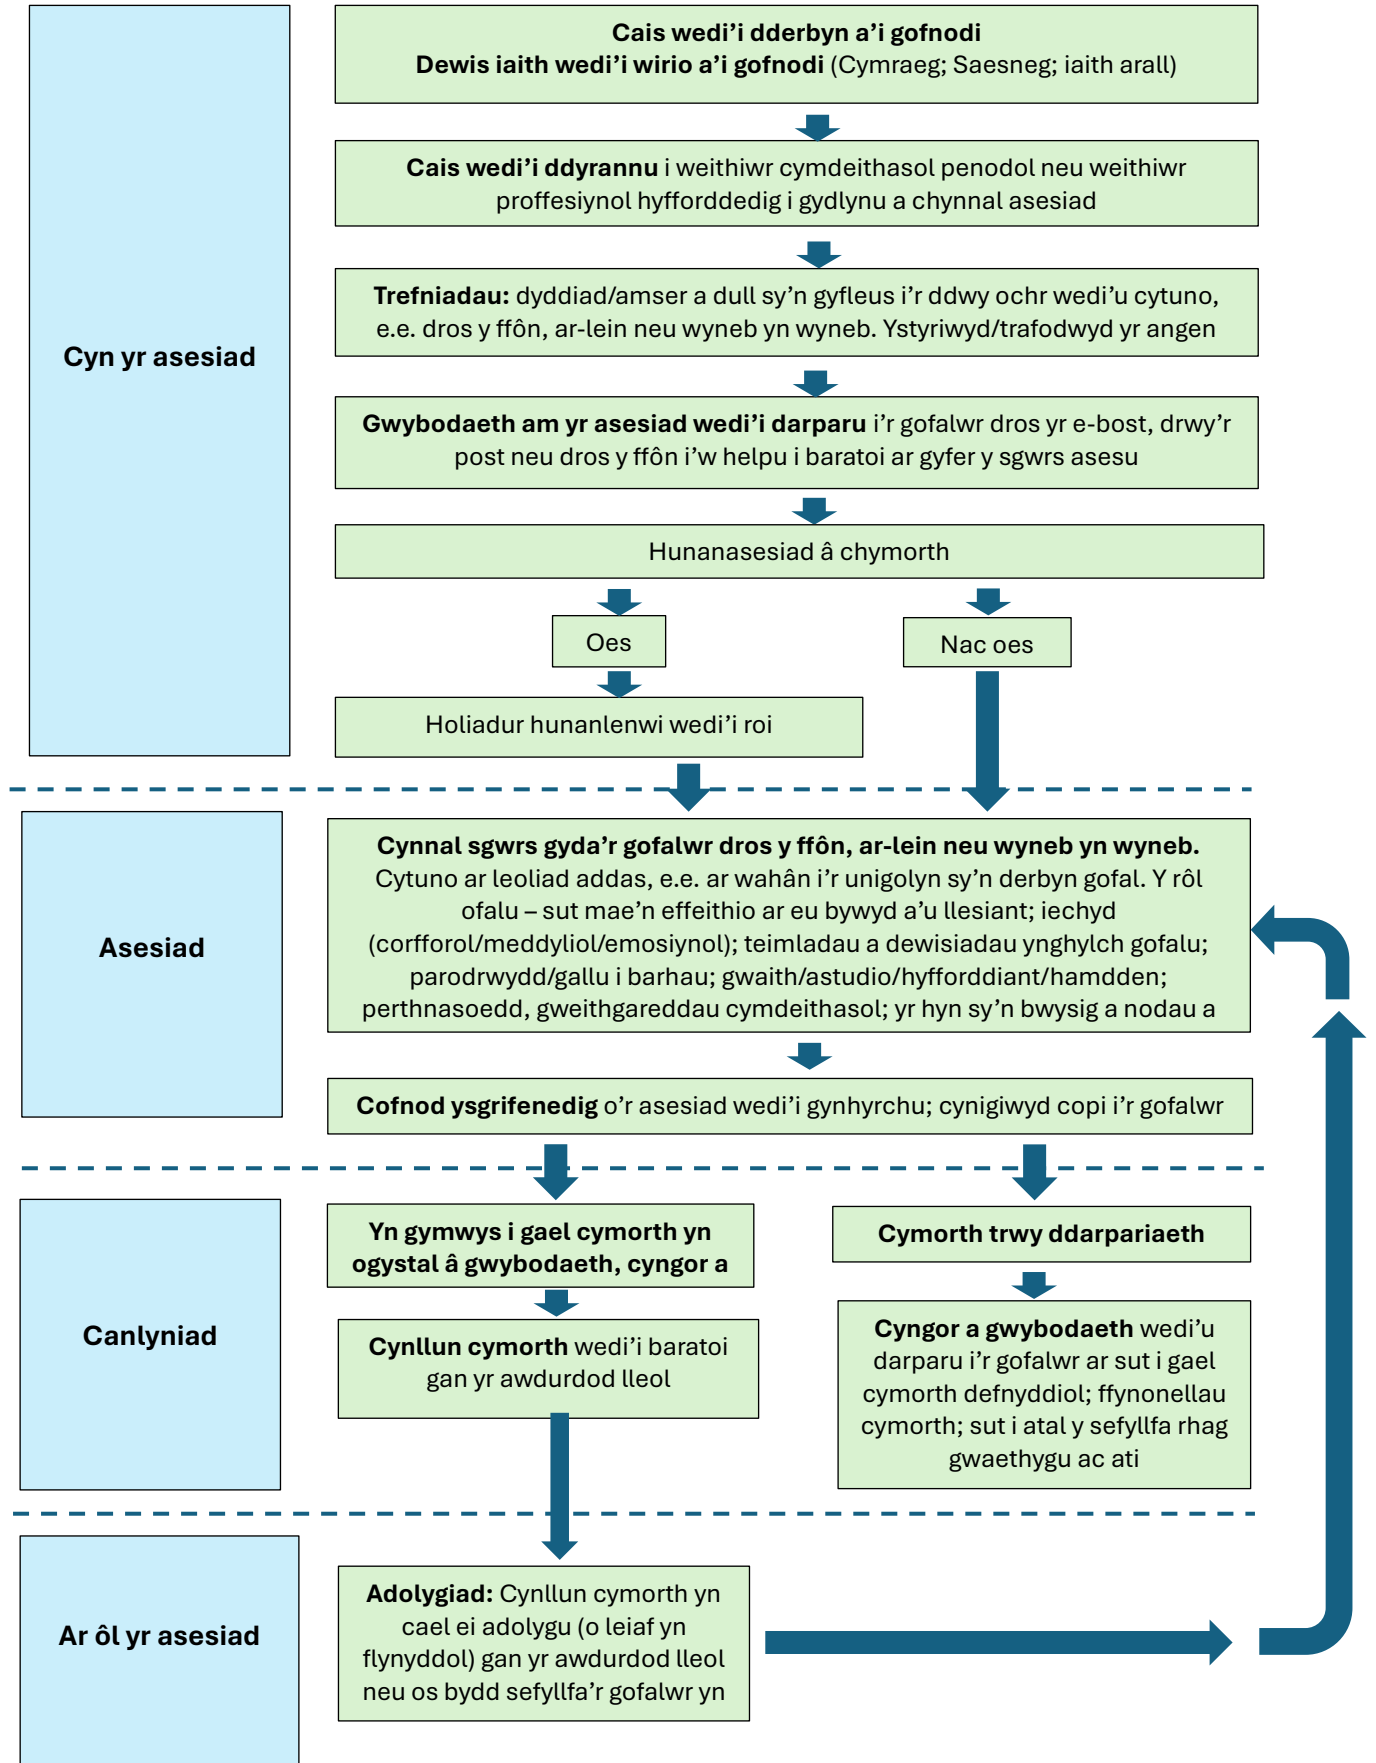 Cyn yr asesiad
Cais wedi’i dderbyn a’i gofnodi
Dewis iaith wedi’i wirio a’i gofnodi (Cymraeg; Saesneg; iaith arall)
Cais wedi’i ddyrannu i weithiwr cymdeithasol penodol neu weithiwr
proffesiynol hyfforddedig i gydlynu a chynnal asesiad
Trefniadau: dyddiad/amser a dull sy’n gyfleus i’r ddwy ochr wedi’u cytuno,
e.e. dros y ffôn, ar-lein neu wyneb yn wyneb. Ystyriwyd/trafodwyd yr angen
Gwybodaeth am yr asesiad wedi’i darparu i’r gofalwr dros yr e-bost, drwy’r
post neu dros y ffôn i’w helpu i baratoi ar gyfer y sgwrs asesu
Hunanasesiad â chymorth
Oes
Nac oes
Holiadur hunanlenwi wedi’i roi
Asesiad
Cynnal sgwrs gyda’r gofalwr dros y ffôn, ar-lein neu wyneb yn wyneb.
Cytuno ar leoliad addas, e.e. ar wahân i’r unigolyn sy’n derbyn gofal. Y rôl
ofalu – sut mae’n effeithio ar eu bywyd a’u llesiant; iechyd
(corfforol/meddyliol/emosiynol); teimladau a dewisiadau ynghylch gofalu;
parodrwydd/gallu i barhau; gwaith/astudio/hyfforddiant/hamdden;
perthnasoedd, gweithgareddau cymdeithasol; yr hyn sy’n bwysig a nodau a
Cofnod ysgrifenedig o’r asesiad wedi’i gynhyrchu; cynigiwyd copi i’r gofalwr
Canlyniad
Yn gymwys i gael cymorth yn
ogystal â gwybodaeth, cyngor a
Cynllun cymorth wedi’i baratoi
gan yr awdurdod lleol
Cymorth trwy ddarpariaeth
Cyngor a gwybodaeth wedi’u
darparu i’r gofalwr ar sut i gael
cymorth defnyddiol; ffynonellau
cymorth; sut i atal y sefyllfa rhag
gwaethygu ac ati
Ar ôl yr asesiad
Adolygiad: Cynllun cymorth yn
cael ei adolygu (o leiaf yn
flynyddol) gan yr awdurdod lleol
neu os bydd sefyllfa’r gofalwr yn